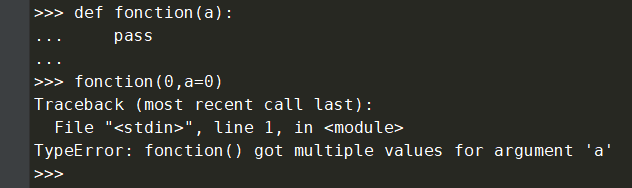 >>> def fonction(a):
...     pass
...
>>> fonction(0,a=0)
Traceback (most recent call last):
  File "<stdin>", line 1, in <module>
TypeError: fonction() got multiple values for argument 'a'
>>>